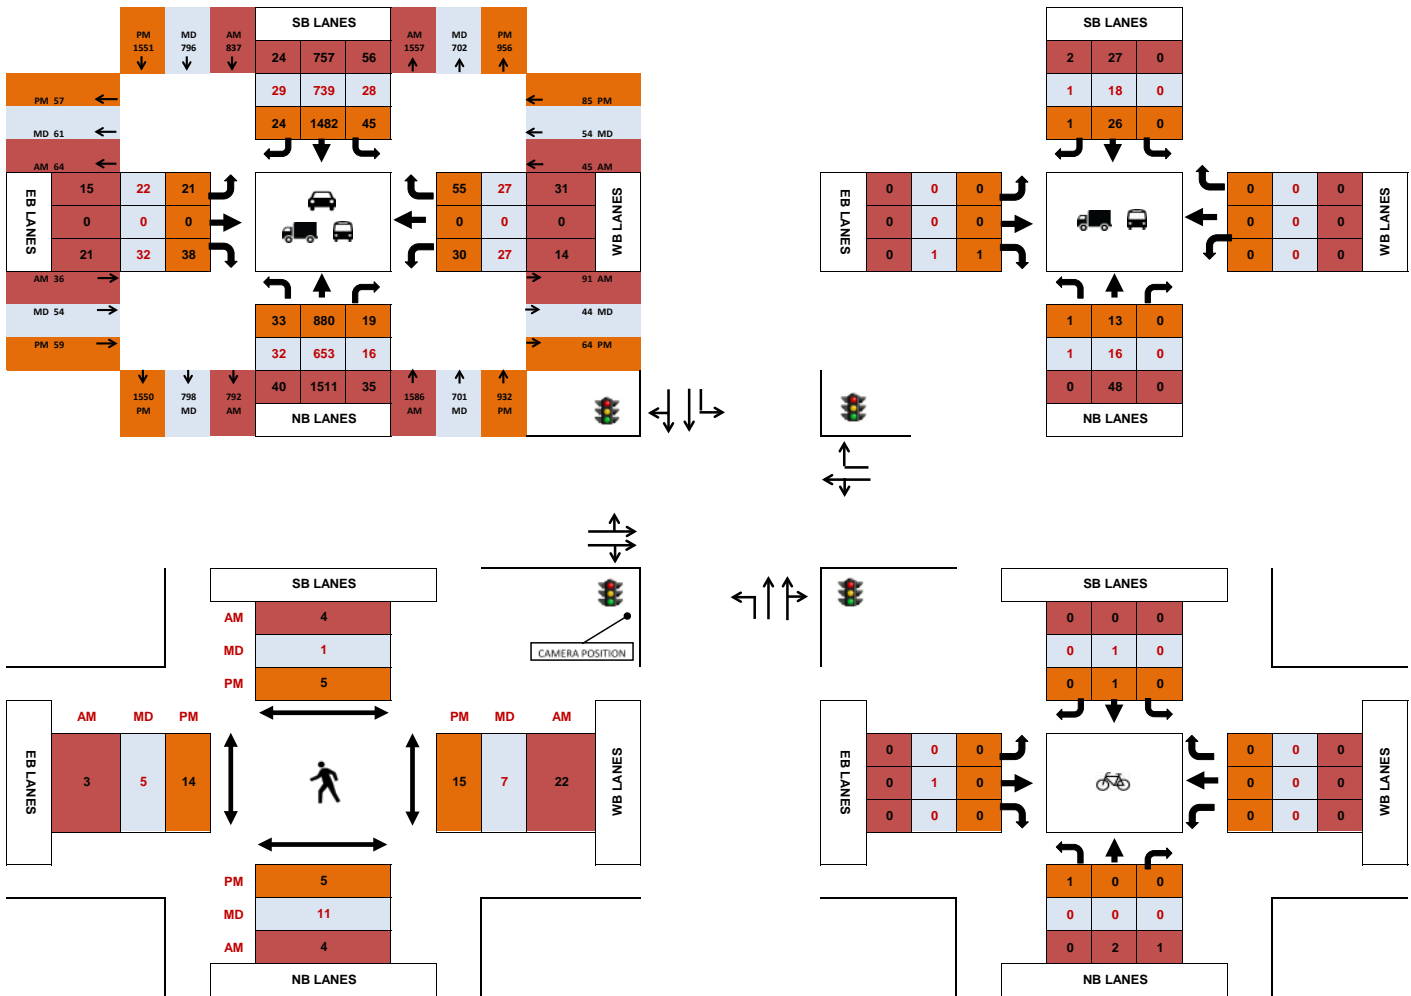 SB LANES
PM MD AM
1551 796 837
AM MD PM
1557 702 956
24 757 56
29 739 28
24 1482 45
PM 57
MD 61
AM 64
85 PM
54 MD
45 AM
EB LANES
15 22 21
0 0 0
21 32 38
55 27 31
0 0 0
30 27 14
WB LANES
AM 36
MD 54
PM 59
91 AM
44 MD
64 PM
33 880 19
32 653 16
40 1511 35
1550 798 792
PM MD AM
1586 701 932
AM MD PM
NB LANES
SB LANES
2 27 0
1 18 0
1 26 0
EB LANES
0 0 0
0 0 0
0 1 1
0 0 0
0 0 0
0 0 0
WB LANES
1 13 0
1 16 0
0 48 0
NB LANES
SB LANES
AM 4
MD 1
PM 5
CAMERA POSITION
EB LANES
AM MD PM
3 5 14
PM MD AM
15 7 22
WB LANES
PM 5
MD 11
AM 4
NB LANES
SB LANES
0 0 0
0 1 0
0 1 0
EB LANES
0 0 0
0 1 0
0 0 0
0 0 0
0 0 0
0 0 0
WB LANES
1 0 0
0 0 0
0 2 1
NB LANES